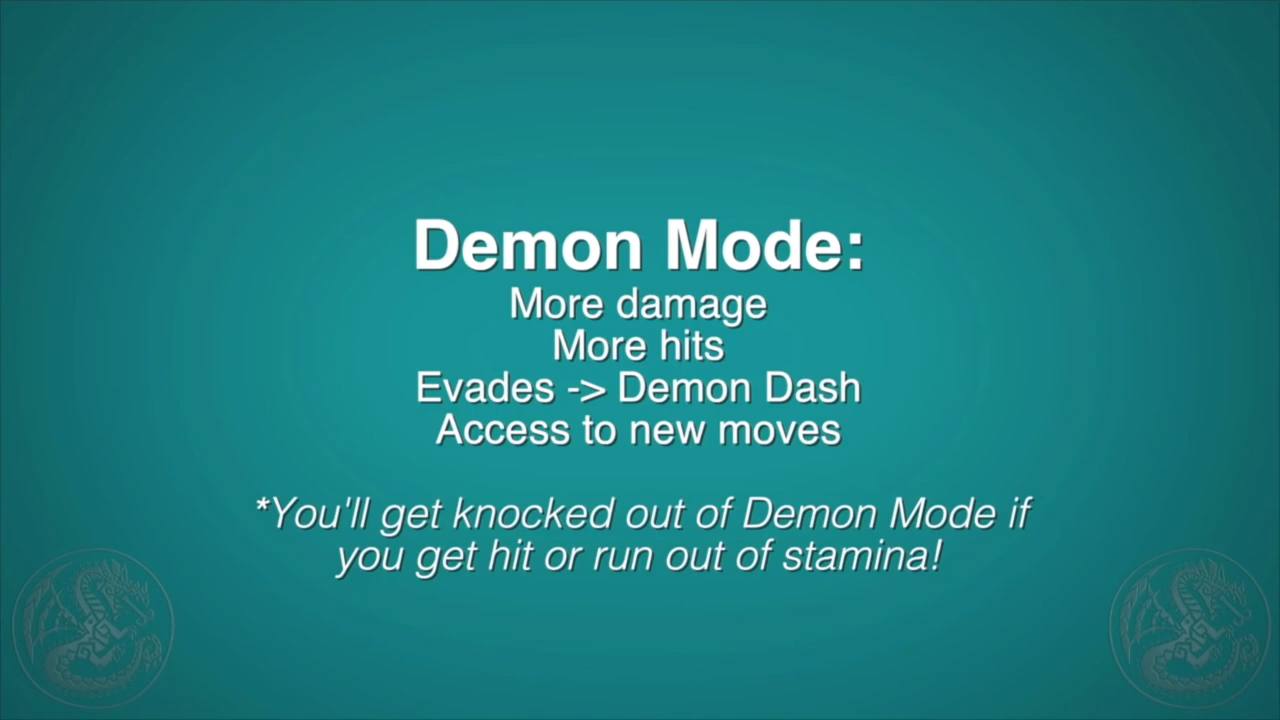 Demon Mode:
More damage
More hits
Evades -> Demon Dash
Access to new moves
*You'll get knocked out of Demon Mode if
you get hit or run out of stamina!